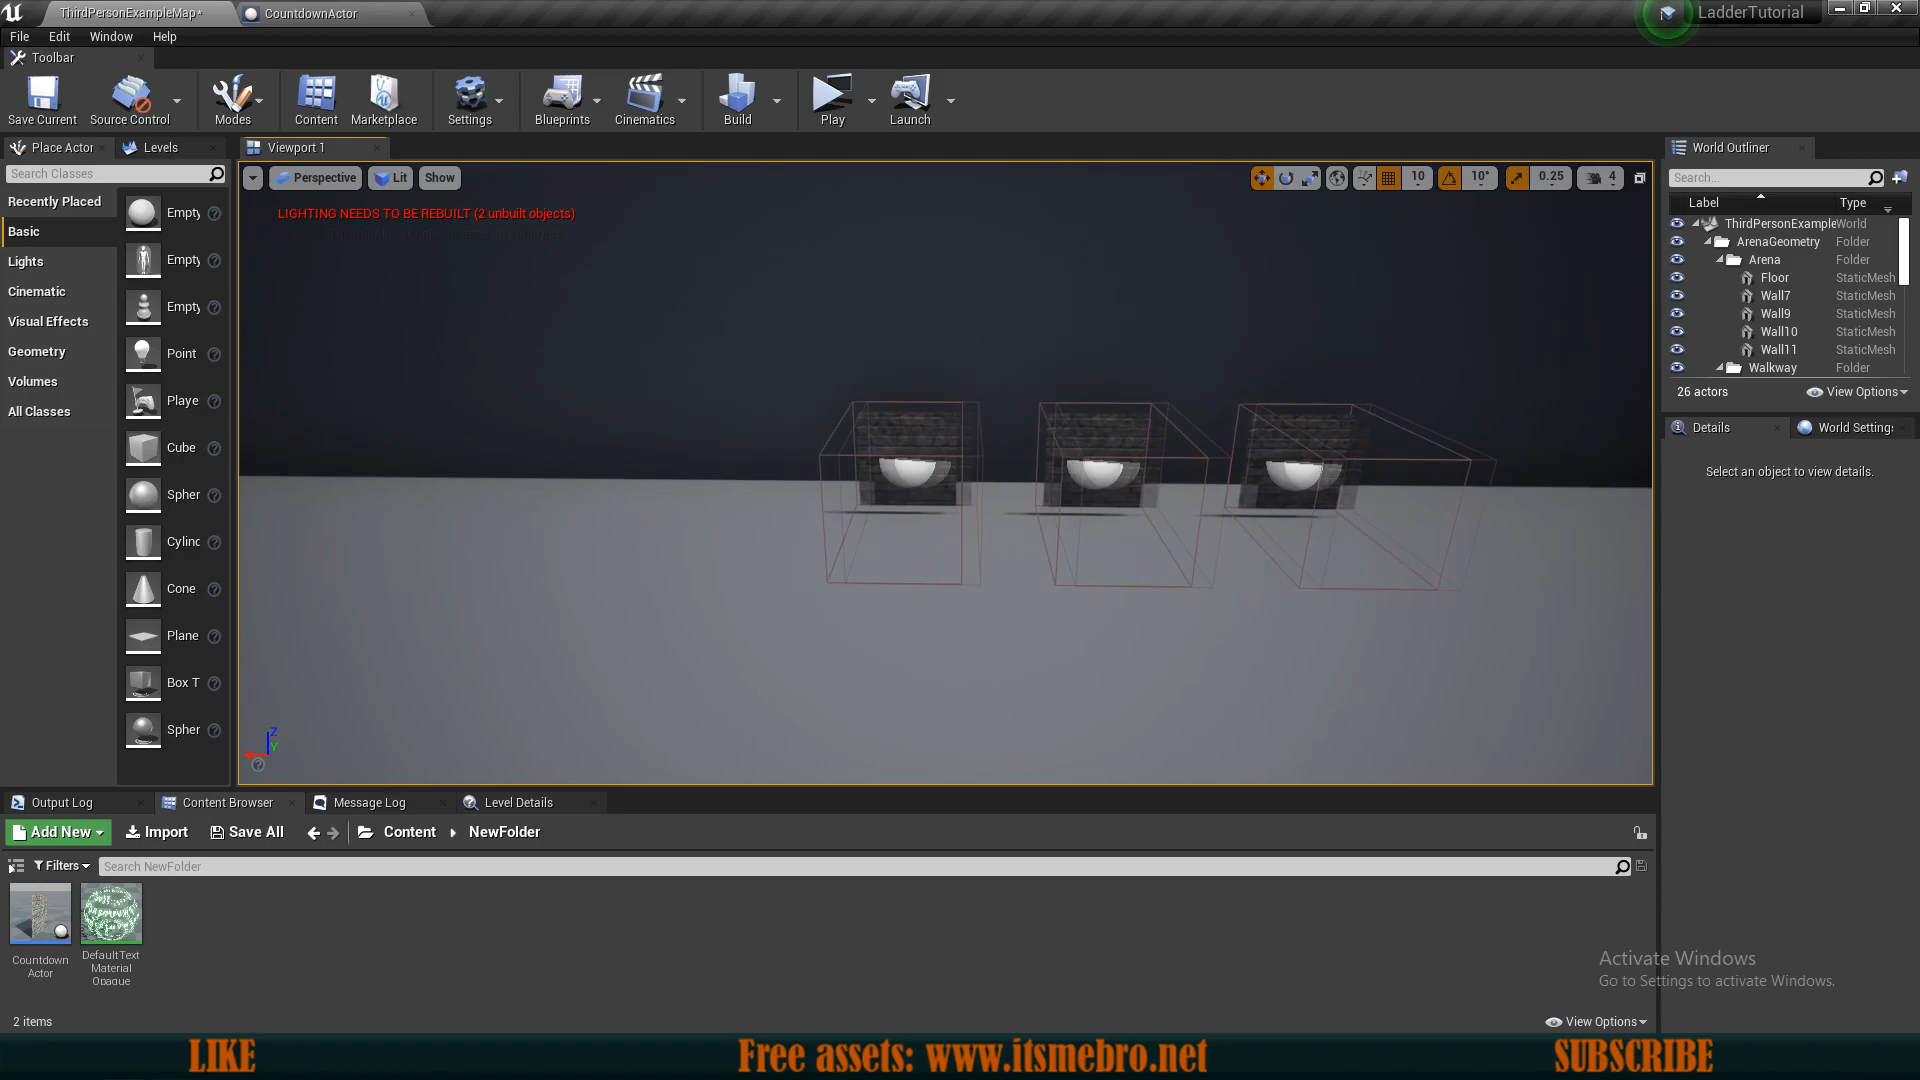 ThirdPersonExampleMap*
CountdownActor
LadderTutorial
File Edit Window Help
Toolbar
Save Current
Source Control
Modes
Content
Marketplace
Settings
Blueprints
Cinematics
Build
Play
Launch
Place Actor
Levels
Viewport 1
World Outliner
Search Classes
Perspective
Lit
Show
10
10°
0.25
4
Search...
Recently Placed
Basic
Lights
Cinematic
Visual Effects
Geometry
Volumes
All Classes
Empty
Empty
Empty
Point
Playe
Cube
Spher
Cylinc
Cone
Plane
Box T
Spher
LIGHTING NEEDS TO BE REBUILT (2 unbuilt objects)
Z
Y
Label Type
ThirdPersonExample World
ArenaGeometry Folder
Arena Folder
Floor StaticMesh
Wall7 StaticMesh
Wall9 StaticMesh
Wall10 StaticMesh
Wall11 StaticMesh
Walkway Folder
26 actors
View Options
Details
World Settings
Select an object to view details.
Output Log
Content Browser
Message Log
Level Details
Add New
Import
Save All
Content
NewFolder
Filters
Search NewFolder
Countdown
Actor
DefaultText
Material
Opaque
2 items
View Options
Activate Windows
Go to Settings to activate Windows.
LIKE
Free assets: www.itsmebro.net
SUBSCRIBE